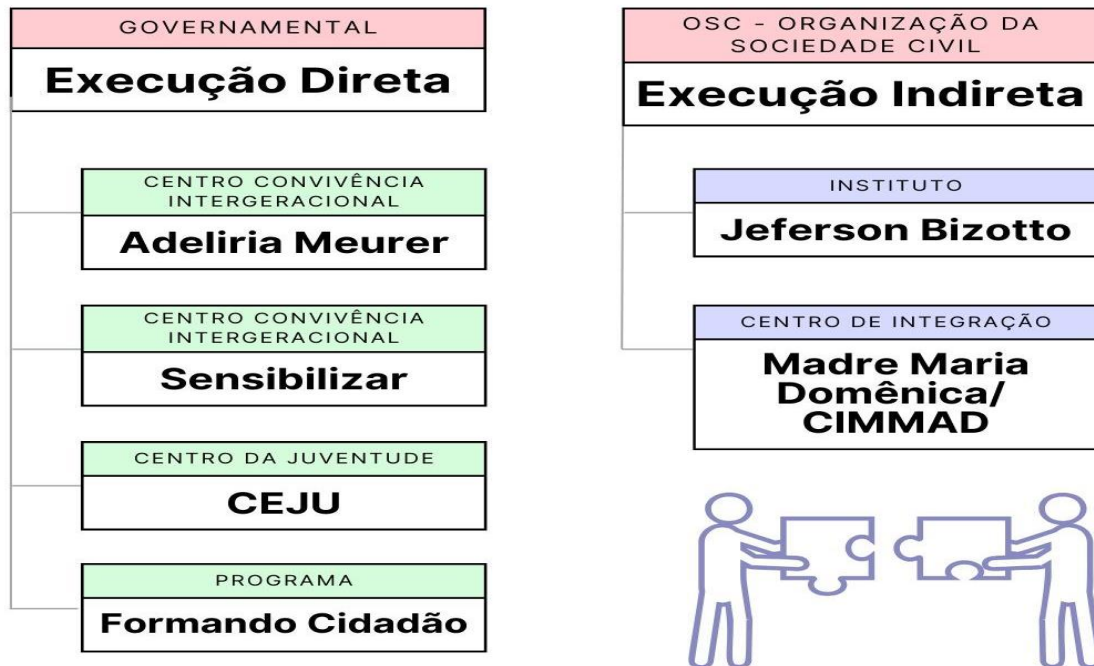 GOVERNAMENTAL
Execução Direta
CENTRO CONVIVÊNCIA
INTERGERACIONAL
Adeliria Meurer
CENTRO CONVIVÊNCIA
INTERGERACIONAL
Sensibilizar
CENTRO DA JUVENTUDE
CEJU
PROGRAMA
Formando Cidadão
OSC - ORGANIZAÇÃO DA
SOCIEDADE CIVIL
Execução Indireta
INSTITUTO
Jeferson Bizotto
CENTRO DE INTEGRAÇÃO
Madre Maria
Domênica/
CIMMAD